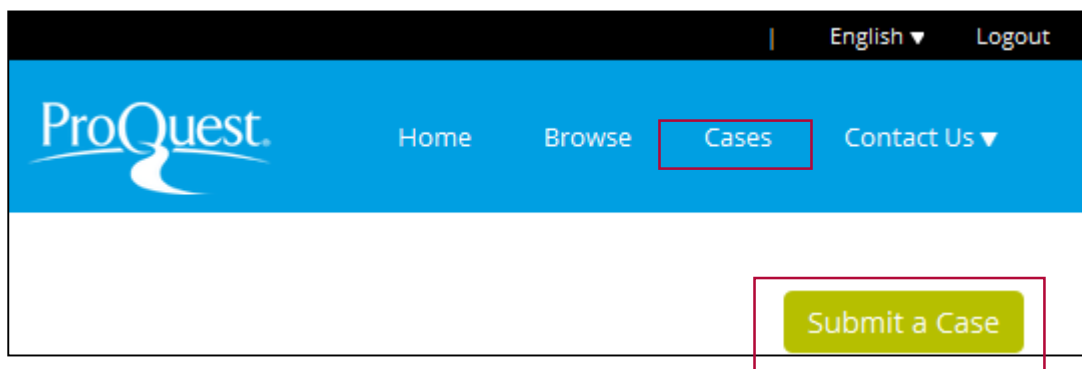 | English ▼ Logout
ProQuest. Home Browse Cases Contact Us ▼
Submit a Case